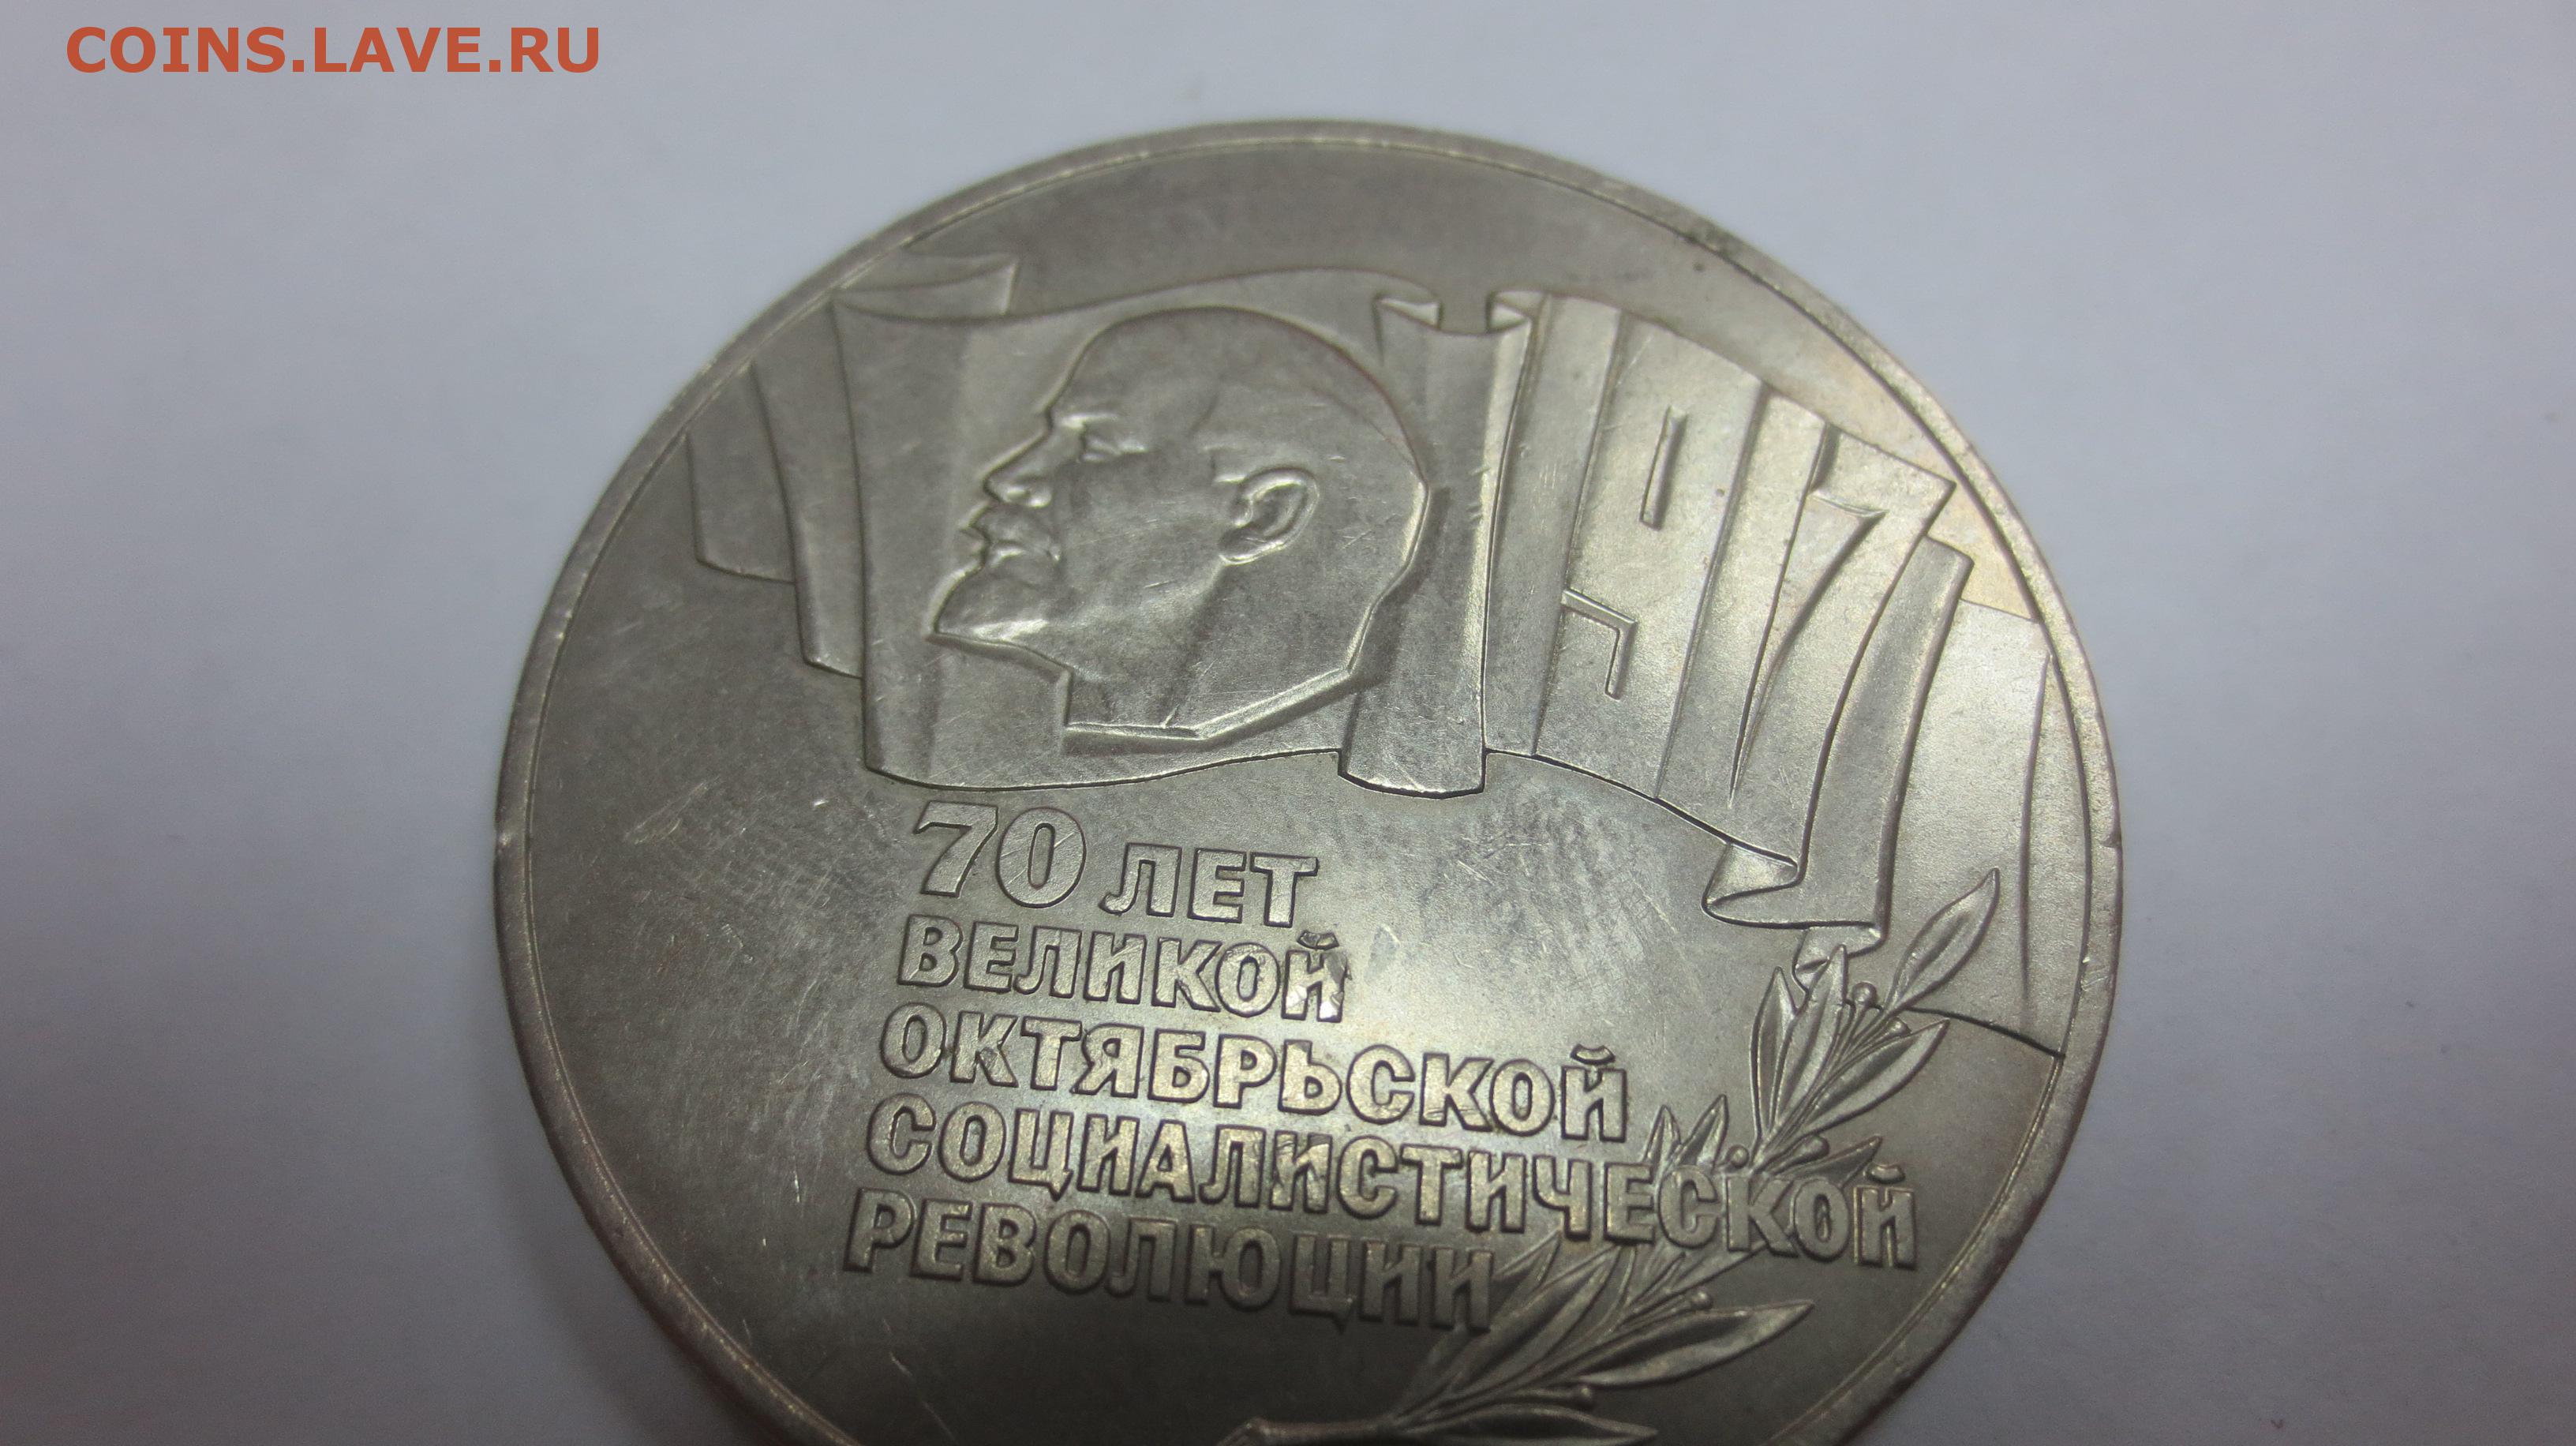 COINS.LAVE.RU
1917
70 ЛЕТ
ВЕЛИКОЙ
ОКТЯБРЬСКОЙ
СОЦИАЛИСТИЧЕСКОЙ
РЕВОЛЮЦИИ